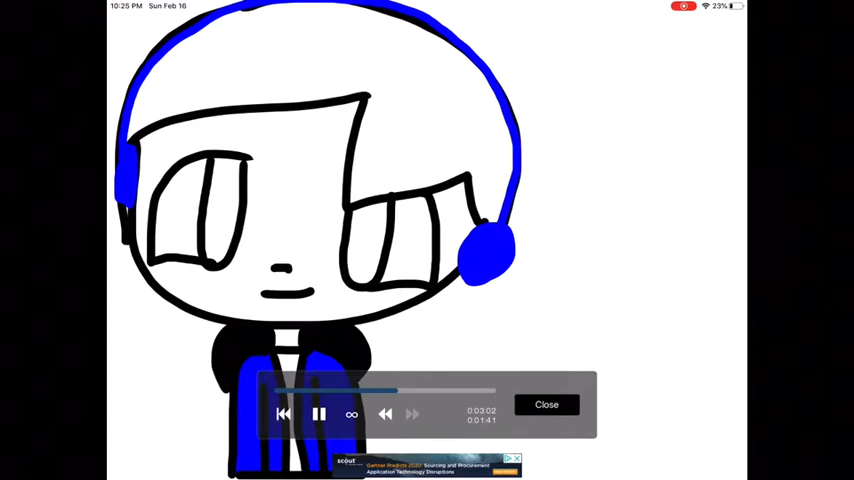 10:25 PM Sun Feb 16 23%
0:03:02
0:01:41
Close
scout
Gartner Predicts 2020: Sourcing and Procurement
Application Technology Disruptions